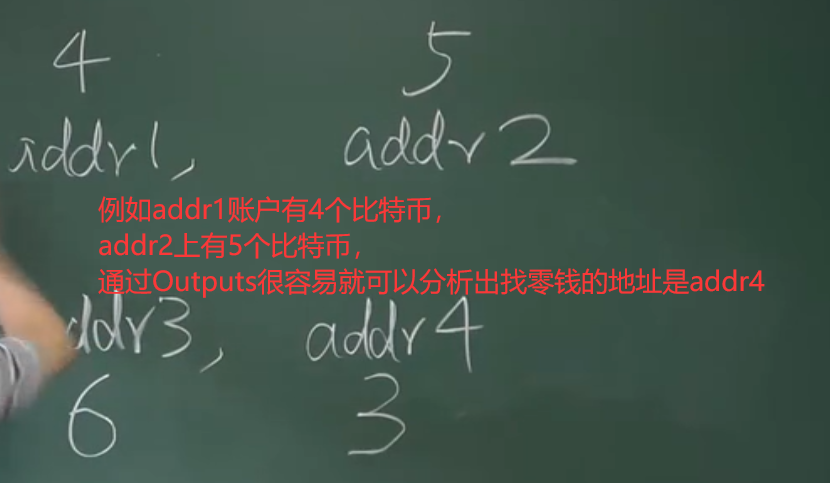 4 5
addr1, addr2
例如addr1账户有4个比特币，
addr2上有5个比特币，
通过Outputs很容易就可以分析出找零钱的地址是addr4
addr3, addr4
6 3